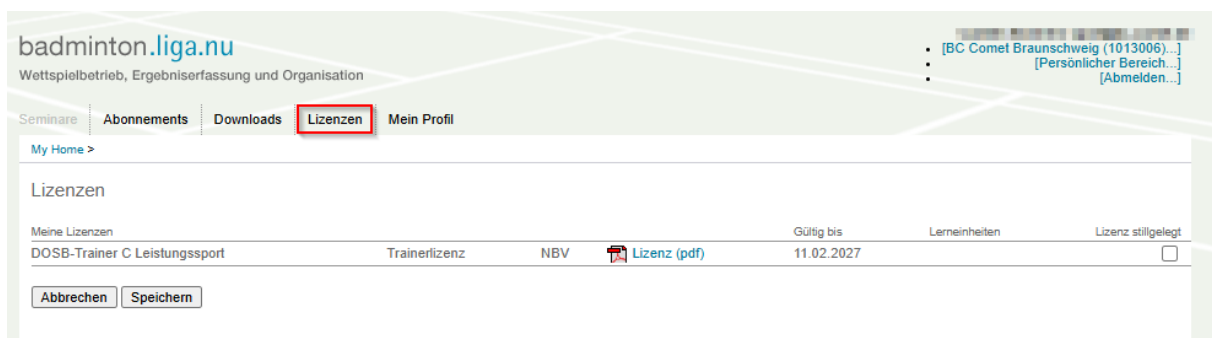 badminton.liga.nu
Wettspielbetrieb, Ergebniserfassung und Organisation
[BC Comet Braunschweig (1013006)...]
[Persönlicher Bereich...]
[Abmelden...]
Seminare Abonnements Downloads Lizenzen Mein Profil
My Home >
Lizenzen
Meine Lizenzen Gültig bis Lerneinheiten Lizenz stillgelegt
DOSB-Trainer C Leistungssport Trainerlizenz NBV Lizenz (pdf) 11.02.2027
Abbrechen Speichern